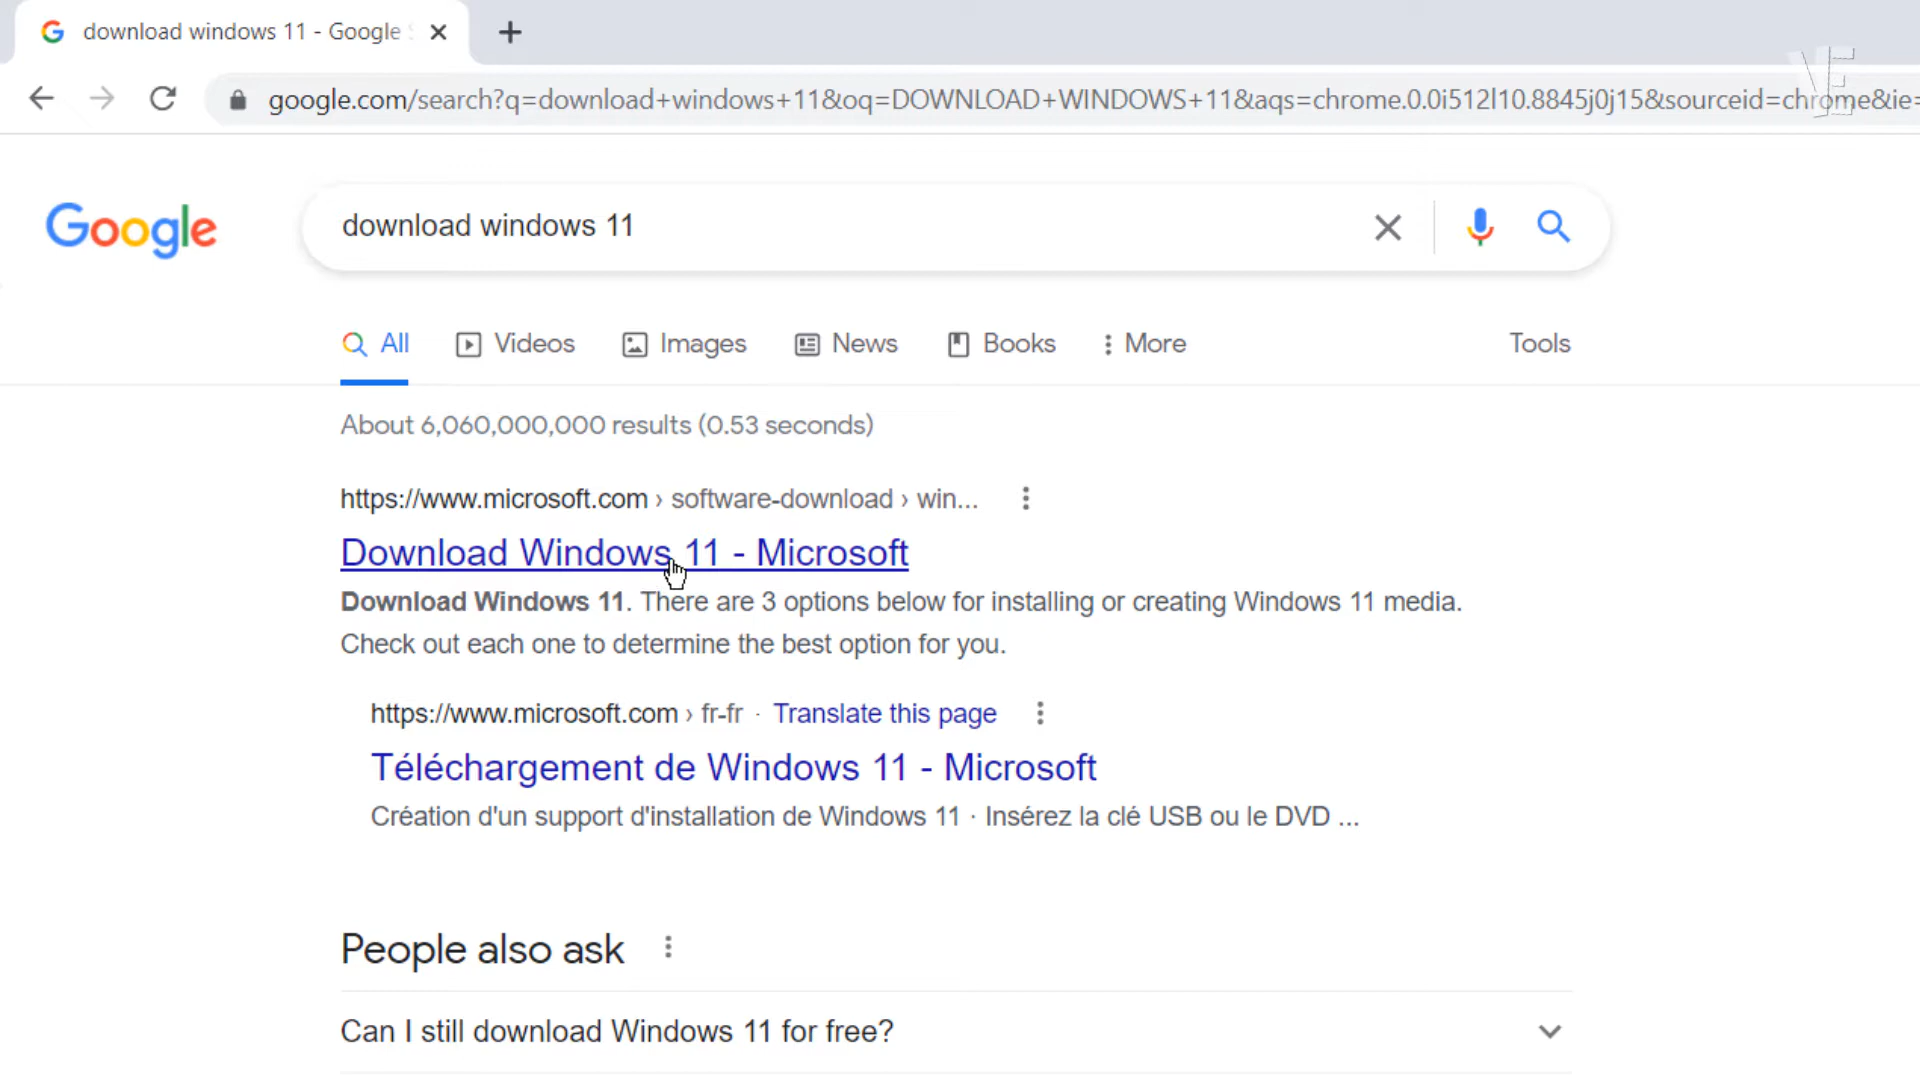 download windows 11 - Google
google.com/search?q=download+windows+11&oq=DOWNLOAD+WINDOWS+11&aqs=chrome.0.0i512l10.8845j0j15&sourceid=chrome&ie=
VE
Google
download windows 11
All Videos Images News Books More Tools
About 6,060,000,000 results (0.53 seconds)
https://www.microsoft.com › software-download › win...
Download Windows 11 - Microsoft
Download Windows 11. There are 3 options below for installing or creating Windows 11 media.
Check out each one to determine the best option for you.
https://www.microsoft.com › fr-fr · Translate this page
Téléchargement de Windows 11 - Microsoft
Création d'un support d'installation de Windows 11 · Insérez la clé USB ou le DVD ...
People also ask
Can I still download Windows 11 for free?